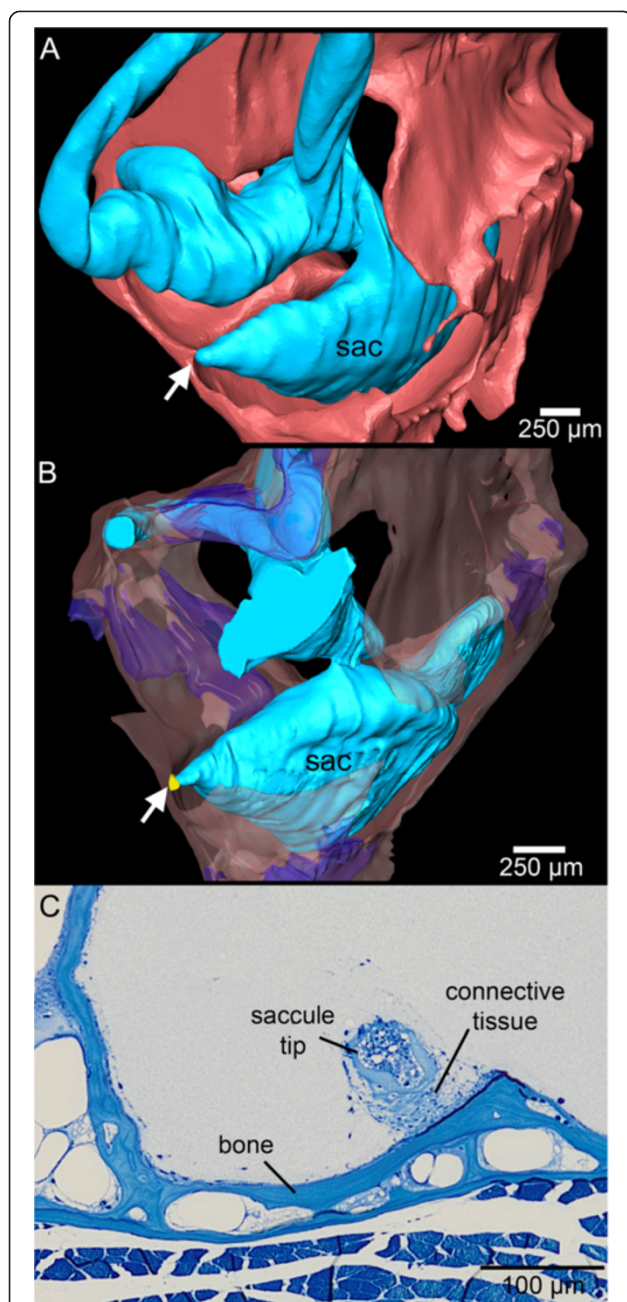 A
sac
250 µm
B
sac
250 µm
C
saccule
tip
connective
tissue
bone
100 µm